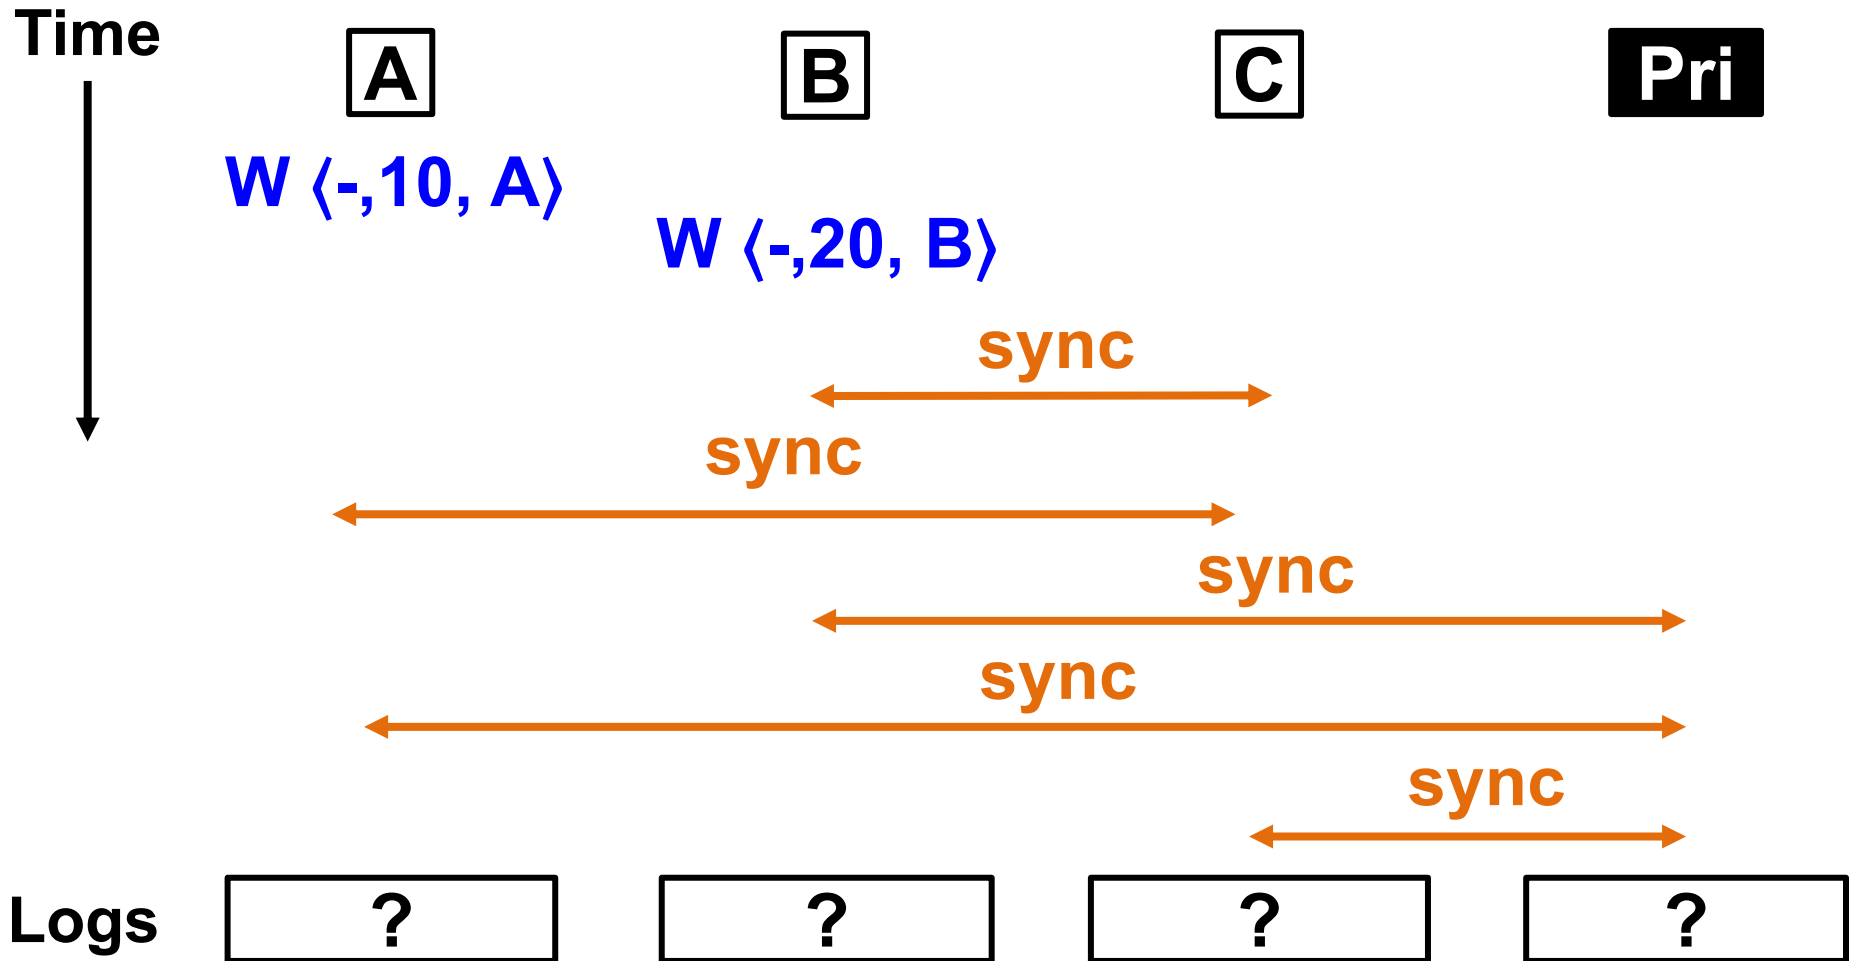 Time
A
B
C
Pri
W ⟨-,10, A⟩
W ⟨-,20, B⟩
sync
sync
sync
sync
sync
Logs
?
?
?
?